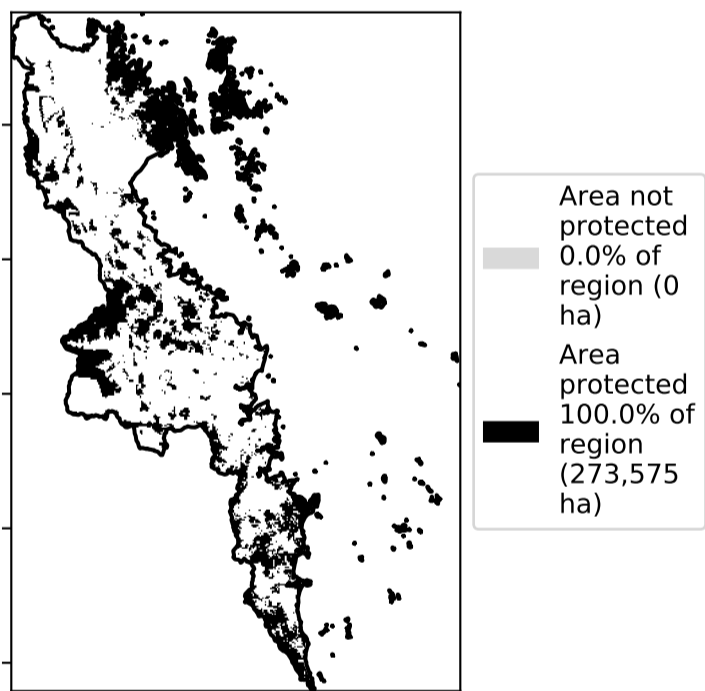 Area not
protected
0.0% of
region (0
ha)
Area
protected
100.0% of
region
(273,575
ha)